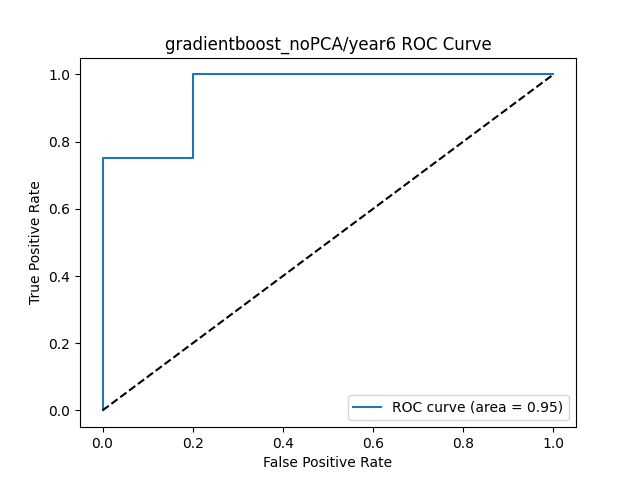 gradientboost_noPCA/year6 ROC Curve
1.0
0.8
0.6
0.4
0.2
0.0
True Positive Rate
ROC curve (area = 0.95)
0.0 0.2 0.4 0.6 0.8 1.0
False Positive Rate